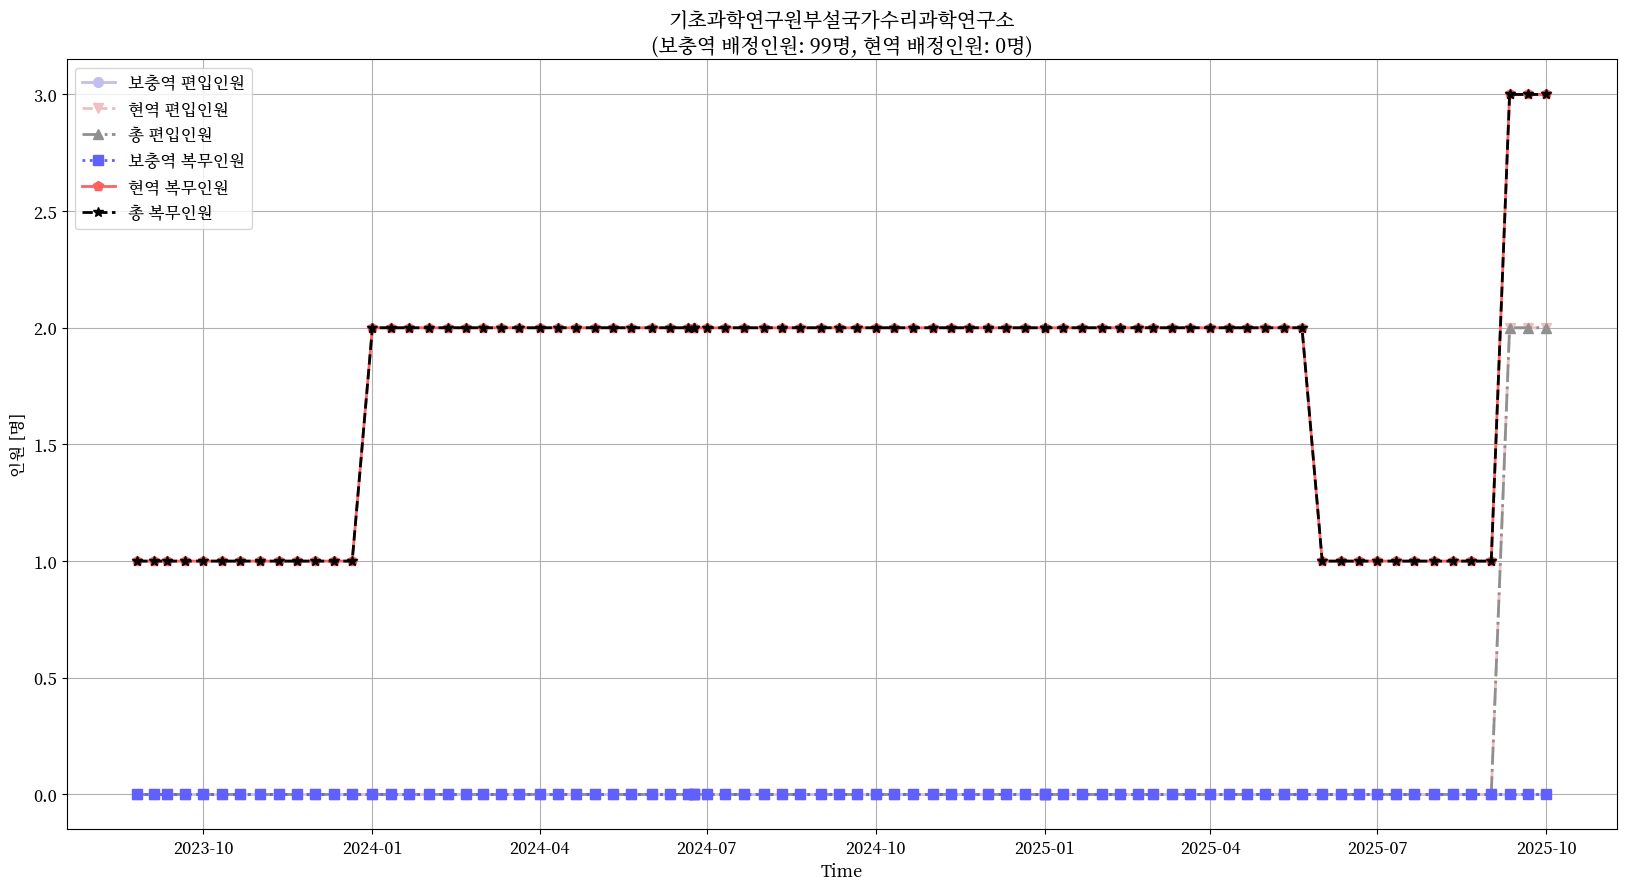 기초과학연구원부설국가수리과학연구소
(보충역 배정인원: 99명, 현역 배정인원: 0명)
보충역 편입인원
현역 편입인원
총 편입인원
보충역 복무인원
현역 복무인원
총 복무인원
인원 [명]
3.0
2.5
2.0
1.5
1.0
0.5
0.0
2023-10
2024-01
2024-04
2024-07
2024-10
2025-01
2025-04
2025-07
2025-10
Time